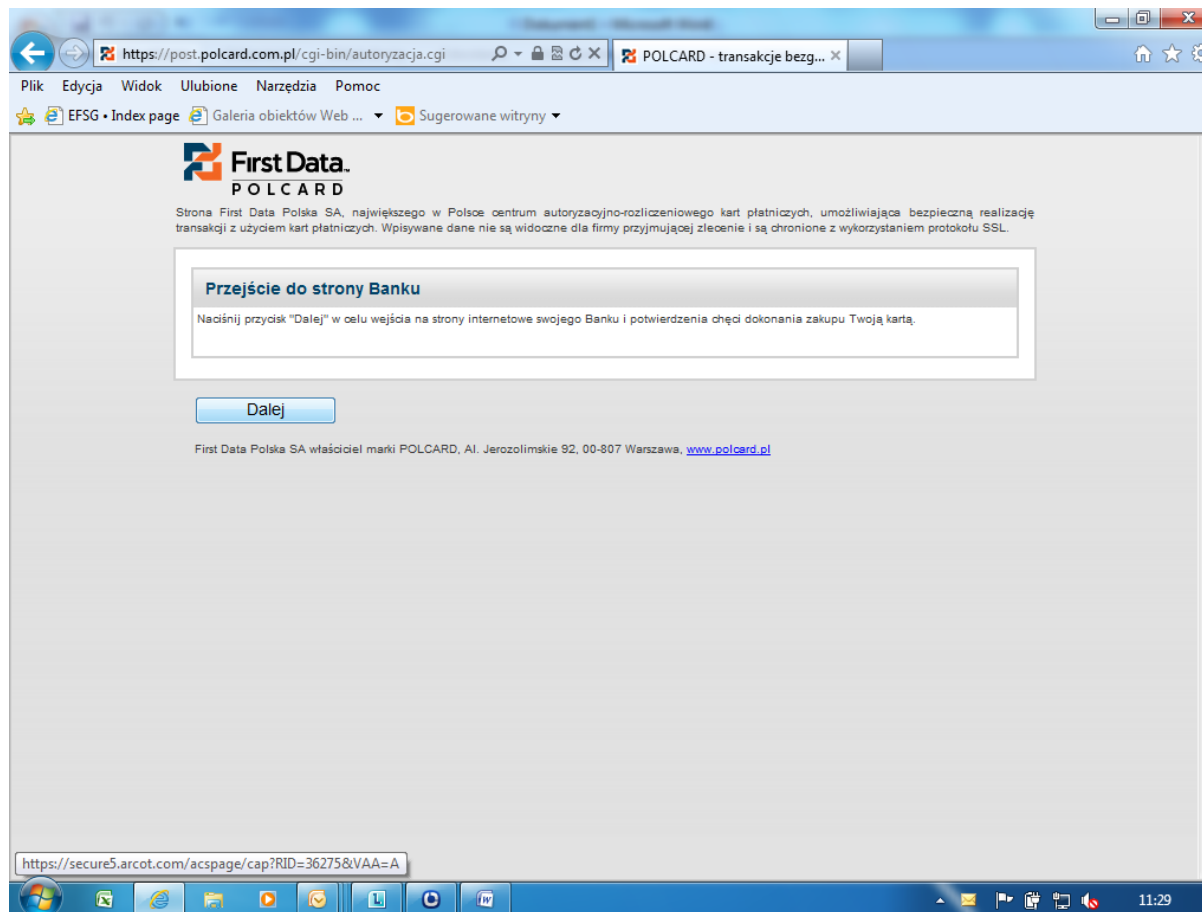 https://post.polcard.com.pl/cgi-bin/autoryzacja.cgi
POLCARD - transakcje bezg...
Plik Edycja Widok Ulubione Narzędzia Pomoc
EFSG • Index page Galeria obiektów Web ... Sugerowane witryny
First Data™
POLCARD
Strona First Data Polska SA, największego w Polsce centrum autoryzacyjno-rozliczeniowego kart płatniczych, umożliwiająca bezpieczną realizację
transakcji z użyciem kart płatniczych. Wpisywane dane nie są widoczne dla firmy przyjmującej zlecenie i są chronione z wykorzystaniem protokołu SSL.
Przejście do strony Banku
Naciśnij przycisk "Dalej" w celu wejścia na strony internetowe swojego Banku i potwierdzenia chęci dokonania zakupu Twoją kartą.
Dalej
First Data Polska SA właściciel marki POLCARD, Al. Jerozolimskie 92, 00-807 Warszawa, www.polcard.pl
https://secure5.arcot.com/acspage/cap?RID=36275&VAA=A
11:29